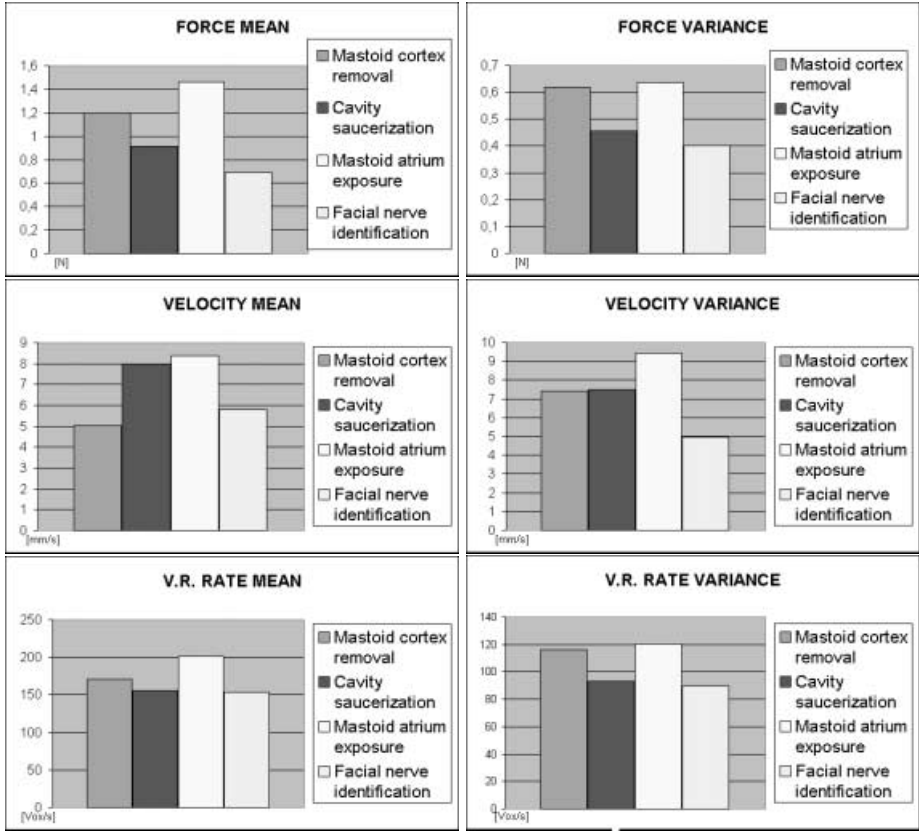 FORCE MEAN
1,6
1,4
1,2
1
0,8
0,6
0,4
0,2
0
[N]
Mastoid cortex
removal
Cavity
saucerization
Mastoid atrium
exposure
Facial nerve
identification
FORCE VARIANCE
0,7
0,6
0,5
0,4
0,3
0,2
0,1
0
[N]
Mastoid cortex
removal
Cavity
saucerization
Mastoid atrium
exposure
Facial nerve
identification
VELOCITY MEAN
9
8
7
6
5
4
3
2
1
0
[mm/s]
Mastoid cortex
removal
Cavity
saucerization
Mastoid atrium
exposure
Facial nerve
identification
VELOCITY VARIANCE
10
9
8
7
6
5
4
3
2
1
0
[mm/s]
Mastoid cortex
removal
Cavity
saucerization
Mastoid atrium
exposure
Facial nerve
identification
V.R. RATE MEAN
250
200
150
100
50
0
[Vox/s]
Mastoid cortex
removal
Cavity
saucerization
Mastoid atrium
exposure
Facial nerve
identification
V.R. RATE VARIANCE
140
120
100
80
60
40
20
0
[Vox/s]
Mastoid cortex
removal
Cavity
saucerization
Mastoid atrium
exposure
Facial nerve
identification